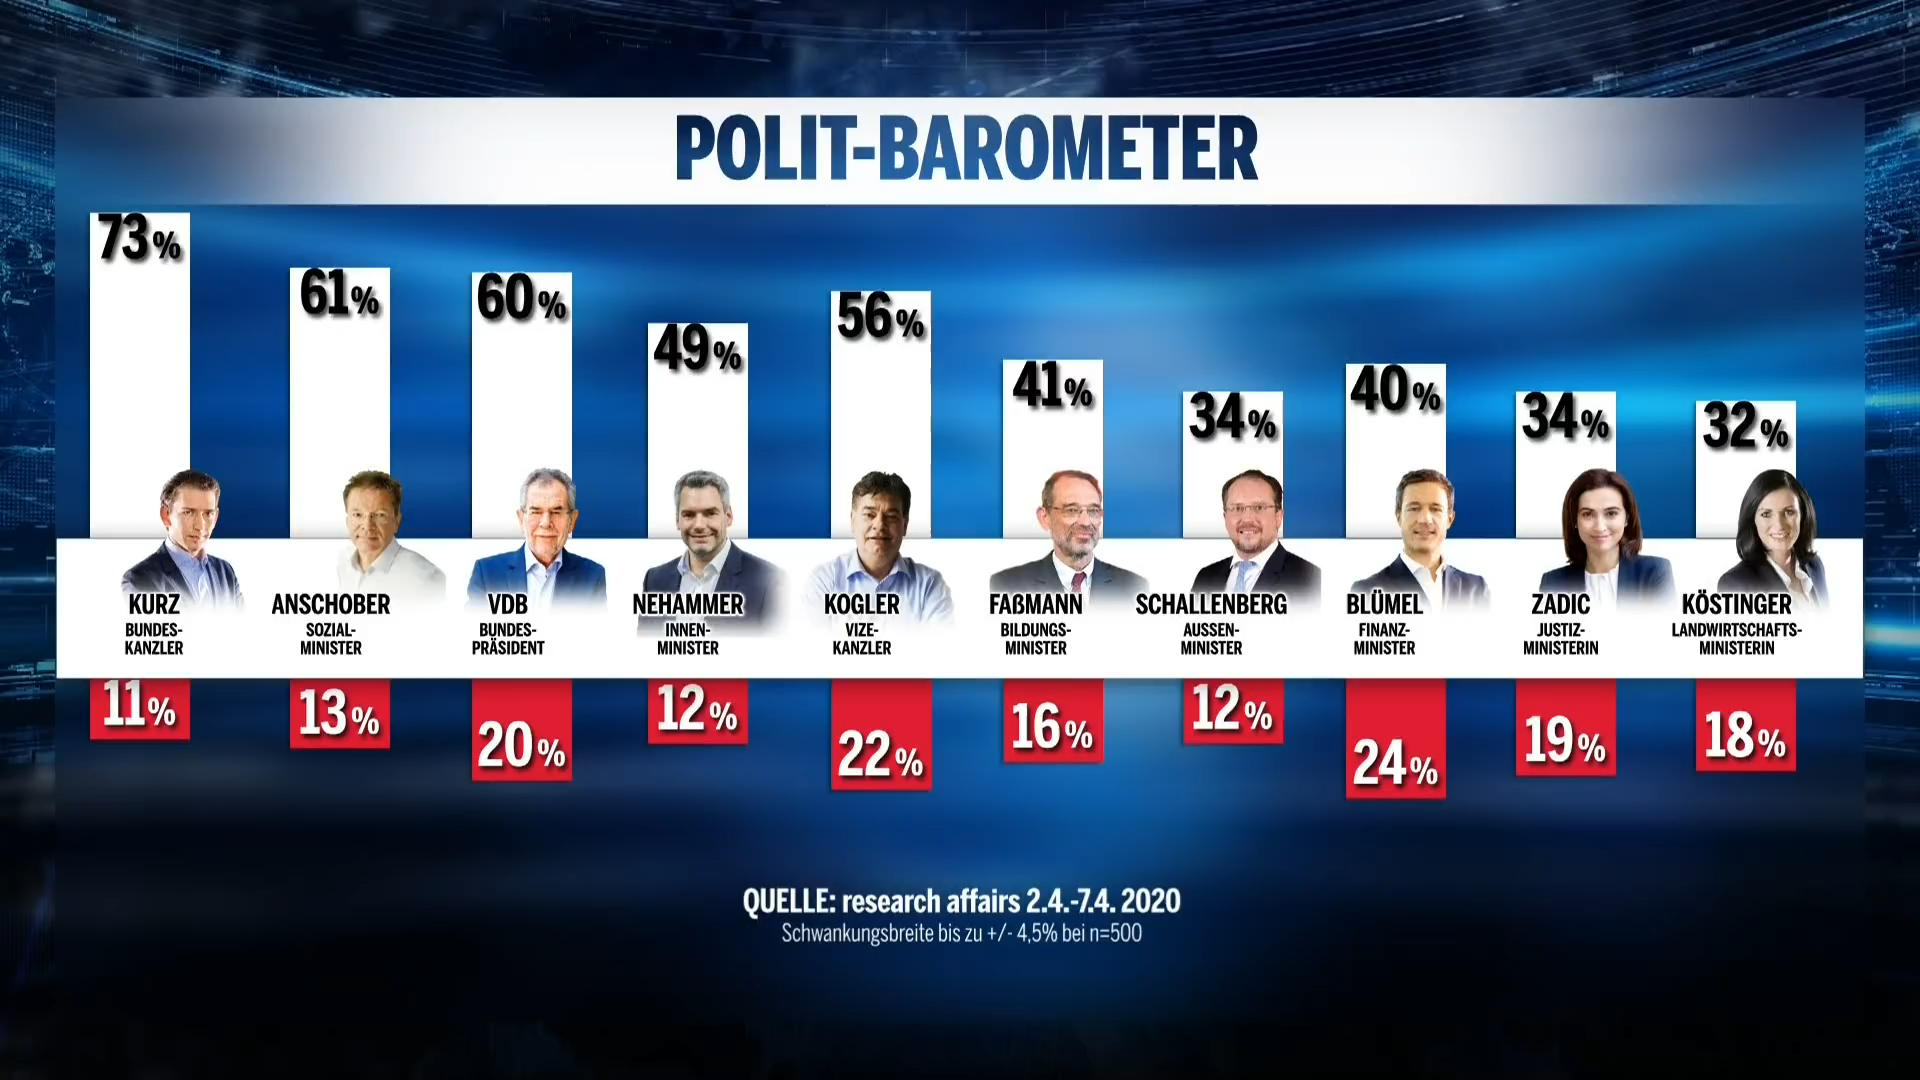 POLIT-BAROMETER
73%
61%
60%
49%
56%
41%
34%
40%
34%
32%
KURZ
BUNDES-
KANZLER
ANSCHOBER
SOZIAL-
MINISTER
VDB
BUNDES-
PRÄSIDENT
NEHAMMER
INNEN-
MINISTER
KOGLER
VIZE-
KANZLER
FAßMANN
BILDUNGS-
MINISTER
SCHALLENBERG
AUSSEN-
MINISTER
BLÜMEL
FINANZ-
MINISTER
ZADIC
JUSTIZ-
MINISTERIN
KÖSTINGER
LANDWIRTSCHAFTS-
MINISTERIN
11%
13%
20%
12%
22%
16%
12%
24%
19%
18%
QUELLE: research affairs 2.4.-7.4. 2020
Schwankungsbreite bis zu +/- 4,5% bei n=500